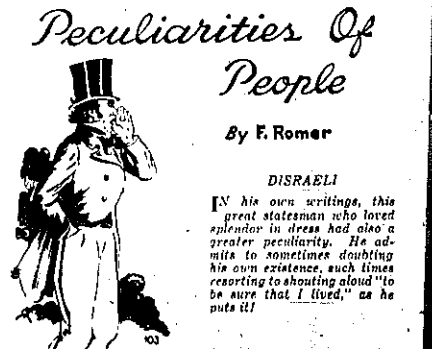 Peculiarities Of
People
By F. Romer
DISRAELI
IN his own writings, this
great statesman who loved
splendor in dress had also a
greater peculiarity. He ad-
mits to sometimes doubting
his own existence, such times
resorting to shouting aloud "to
be sure that I lived," as he
puts it!
103